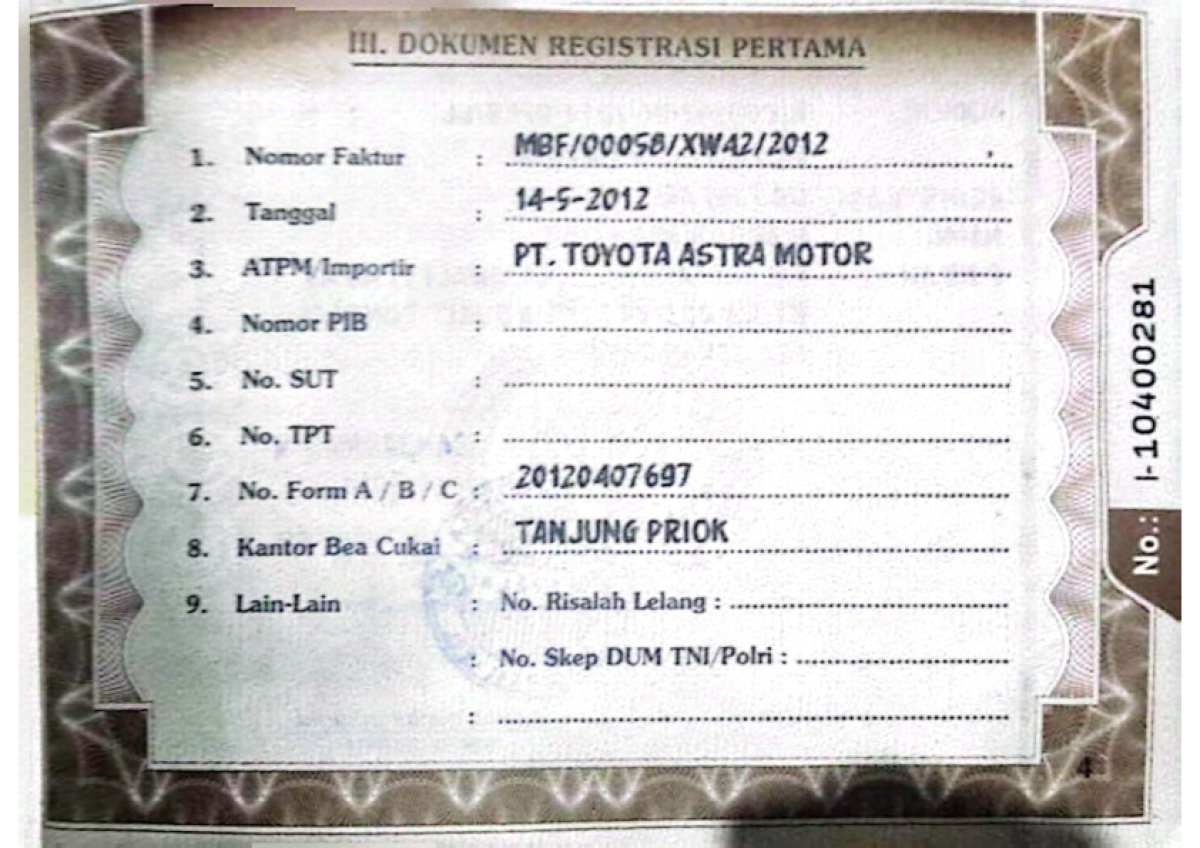 III. DOKUMEN REGISTRASI PERTAMA
1. Nomor Faktur : MBF/00058/XW42/2012
2. Tanggal : 14-5-2012
3. ATPM/Importir : PT. TOYOTA ASTRA MOTOR
4. Nomor PIB :
5. No. SUT :
6. No. TPT :
7. No. Form A / B / C : 20120407697
8. Kantor Bea Cukai : TANJUNG PRIOK
9. Lain-Lain : No. Risalah Lelang :
: No. Skep DUM TNI/Polri :
:
4
No.: I-10400281